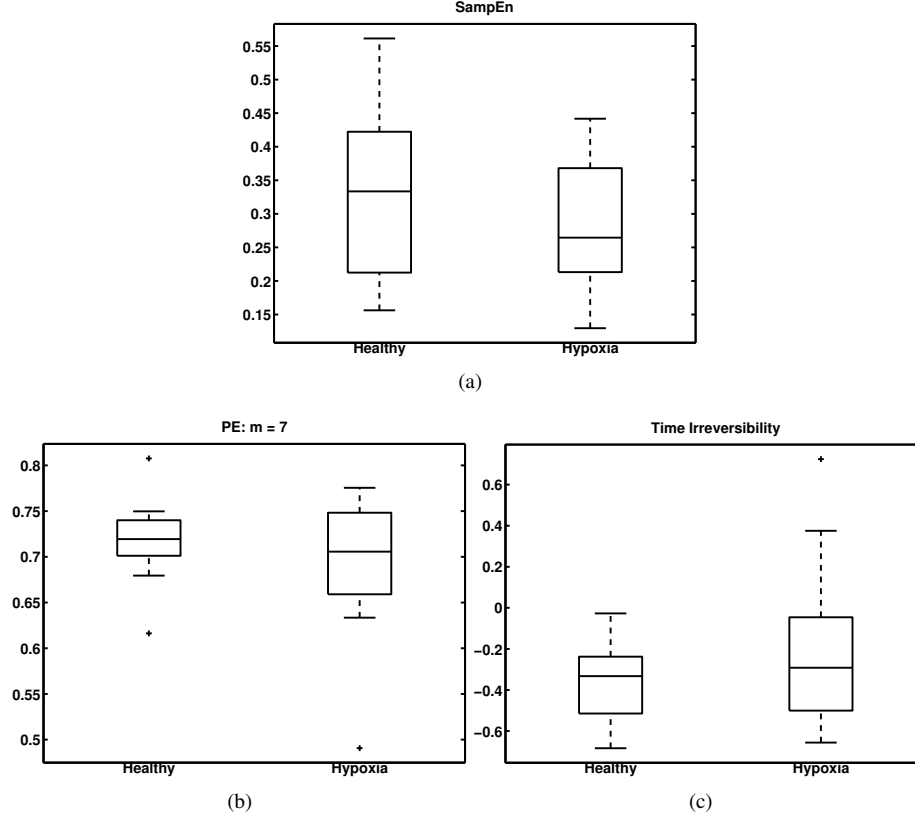 SampEn
0.55
0.5
0.45
0.4
0.35
0.3
0.25
0.2
0.15
Healthy
Hypoxia
(a)
PE: m = 7
0.8
0.75
0.7
0.65
0.6
0.55
0.5
Healthy
Hypoxia
(b)
Time Irreversibility
0.6
0.4
0.2
0
−0.2
−0.4
−0.6
Healthy
Hypoxia
(c)